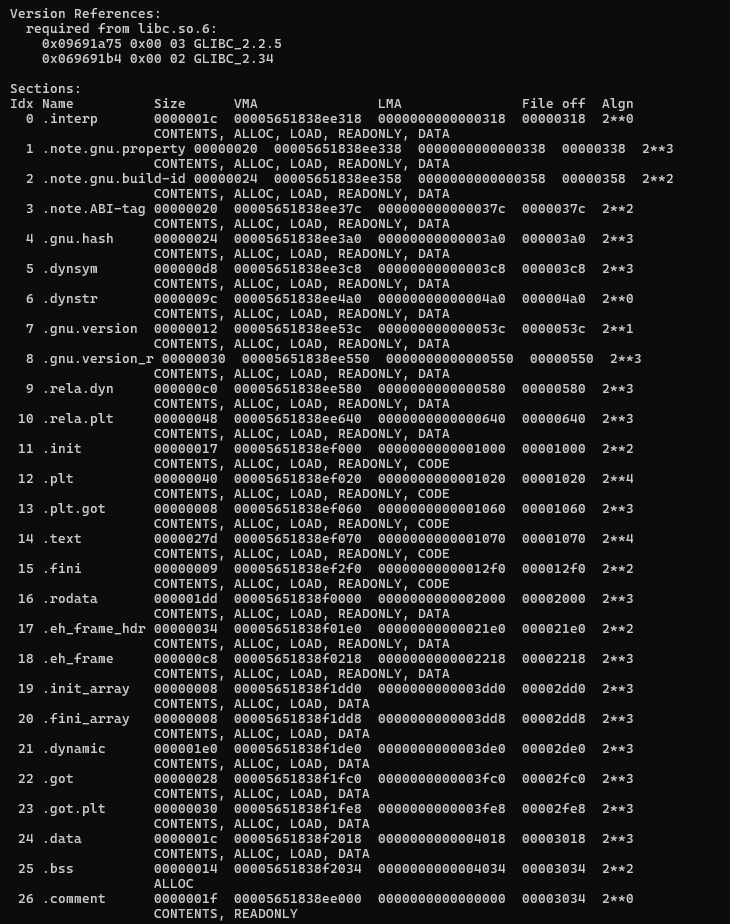 Version References:
  required from libc.so.6:
    0x09691a75 0x00 03 GLIBC_2.2.5
    0x069691b4 0x00 02 GLIBC_2.34

Sections:
Idx Name          Size      VMA               LMA               File off  Algn
  0 .interp       0000001c  00005651838ee318  0000000000000318  00000318  2**0
                  CONTENTS, ALLOC, LOAD, READONLY, DATA
  1 .note.gnu.property 00000020  00005651838ee338  0000000000000338  00000338  2**3
                  CONTENTS, ALLOC, LOAD, READONLY, DATA
  2 .note.gnu.build-id 00000024  00005651838ee358  0000000000000358  00000358  2**2
                  CONTENTS, ALLOC, LOAD, READONLY, DATA
  3 .note.ABI-tag 00000020  00005651838ee37c  000000000000037c  0000037c  2**2
                  CONTENTS, ALLOC, LOAD, READONLY, DATA
  4 .gnu.hash     00000024  00005651838ee3a0  00000000000003a0  000003a0  2**3
                  CONTENTS, ALLOC, LOAD, READONLY, DATA
  5 .dynsym       000000d8  00005651838ee3c8  00000000000003c8  000003c8  2**3
                  CONTENTS, ALLOC, LOAD, READONLY, DATA
  6 .dynstr       0000009c  00005651838ee4a0  00000000000004a0  000004a0  2**0
                  CONTENTS, ALLOC, LOAD, READONLY, DATA
  7 .gnu.version  00000012  00005651838ee53c  000000000000053c  0000053c  2**1
                  CONTENTS, ALLOC, LOAD, READONLY, DATA
  8 .gnu.version_r 00000030  00005651838ee550  0000000000000550  00000550  2**3
                  CONTENTS, ALLOC, LOAD, READONLY, DATA
  9 .rela.dyn     000000c0  00005651838ee580  0000000000000580  00000580  2**3
                  CONTENTS, ALLOC, LOAD, READONLY, DATA
 10 .rela.plt     00000048  00005651838ee640  0000000000000640  00000640  2**3
                  CONTENTS, ALLOC, LOAD, READONLY, DATA
 11 .init         00000017  00005651838ef000  0000000000001000  00001000  2**2
                  CONTENTS, ALLOC, LOAD, READONLY, CODE
 12 .plt          00000040  00005651838ef020  0000000000001020  00001020  2**4
                  CONTENTS, ALLOC, LOAD, READONLY, CODE
 13 .plt.got      00000008  00005651838ef060  0000000000001060  00001060  2**3
                  CONTENTS, ALLOC, LOAD, READONLY, CODE
 14 .text         0000027d  00005651838ef070  0000000000001070  00001070  2**4
                  CONTENTS, ALLOC, LOAD, READONLY, CODE
 15 .fini         00000009  00005651838ef2f0  00000000000012f0  000012f0  2**2
                  CONTENTS, ALLOC, LOAD, READONLY, CODE
 16 .rodata       000001dd  00005651838f0000  0000000000002000  00002000  2**3
                  CONTENTS, ALLOC, LOAD, READONLY, DATA
 17 .eh_frame_hdr 00000034  00005651838f01e0  00000000000021e0  000021e0  2**2
                  CONTENTS, ALLOC, LOAD, READONLY, DATA
 18 .eh_frame     000000c8  00005651838f0218  0000000000002218  00002218  2**3
                  CONTENTS, ALLOC, LOAD, READONLY, DATA
 19 .init_array   00000008  00005651838f1dd0  0000000000003dd0  00002dd0  2**3
                  CONTENTS, ALLOC, LOAD, DATA
 20 .fini_array   00000008  00005651838f1dd8  0000000000003dd8  00002dd8  2**3
                  CONTENTS, ALLOC, LOAD, DATA
 21 .dynamic      000001e0  00005651838f1de0  0000000000003de0  00002de0  2**3
                  CONTENTS, ALLOC, LOAD, DATA
 22 .got          00000028  00005651838f1fc0  0000000000003fc0  00002fc0  2**3
                  CONTENTS, ALLOC, LOAD, DATA
 23 .got.plt      00000030  00005651838f1fe8  0000000000003fe8  00002fe8  2**3
                  CONTENTS, ALLOC, LOAD, DATA
 24 .data         0000001c  00005651838f2018  0000000000004018  00003018  2**3
                  CONTENTS, ALLOC, LOAD, DATA
 25 .bss          00000014  00005651838f2034  0000000000004034  00003034  2**2
                  ALLOC
 26 .comment      0000001f  00005651838ee000  0000000000000000  00003034  2**0
                  CONTENTS, READONLY